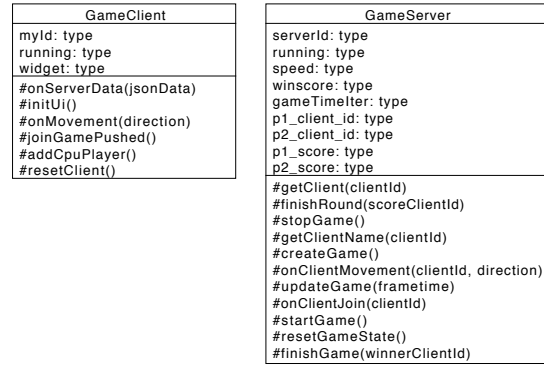 GameClient
myId: type
running: type
widget: type
#onServerData(jsonData)
#initUi()
#onMovement(direction)
#joinGamePushed()
#addCpuPlayer()
#resetClient()
GameServer
serverId: type
running: type
speed: type
winscore: type
gameTimeIter: type
p1_client_id: type
p2_client_id: type
p1_score: type
p2_score: type
#getClient(clientId)
#finishRound(scoreClientId)
#stopGame()
#getClientName(clientId)
#createGame()
#onClientMovement(clientId, direction)
#updateGame(frametime)
#onClientJoin(clientId)
#startGame()
#resetGameState()
#finishGame(winnerClientId)